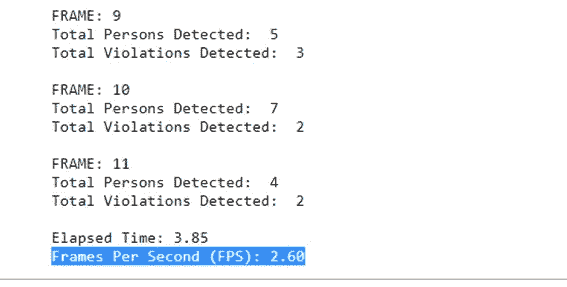 FRAME: 9
Total Persons Detected:  5
Total Violations Detected:  3
FRAME: 10
Total Persons Detected:  7
Total Violations Detected:  2
FRAME: 11
Total Persons Detected:  4
Total Violations Detected:  2
Elapsed Time: 3.85
Frames Per Second (FPS): 2.60